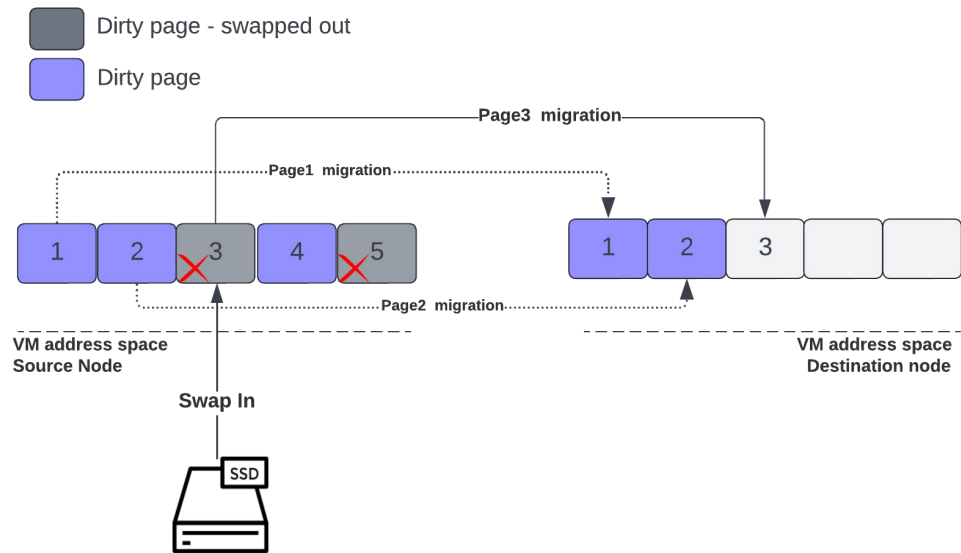 Dirty page - swapped out
Dirty page
Page3 migration
Page1 migration
1
2
3
4
5
1
2
3
Page2 migration
VM address space
Source Node
VM address space
Destination node
Swap In
SSD